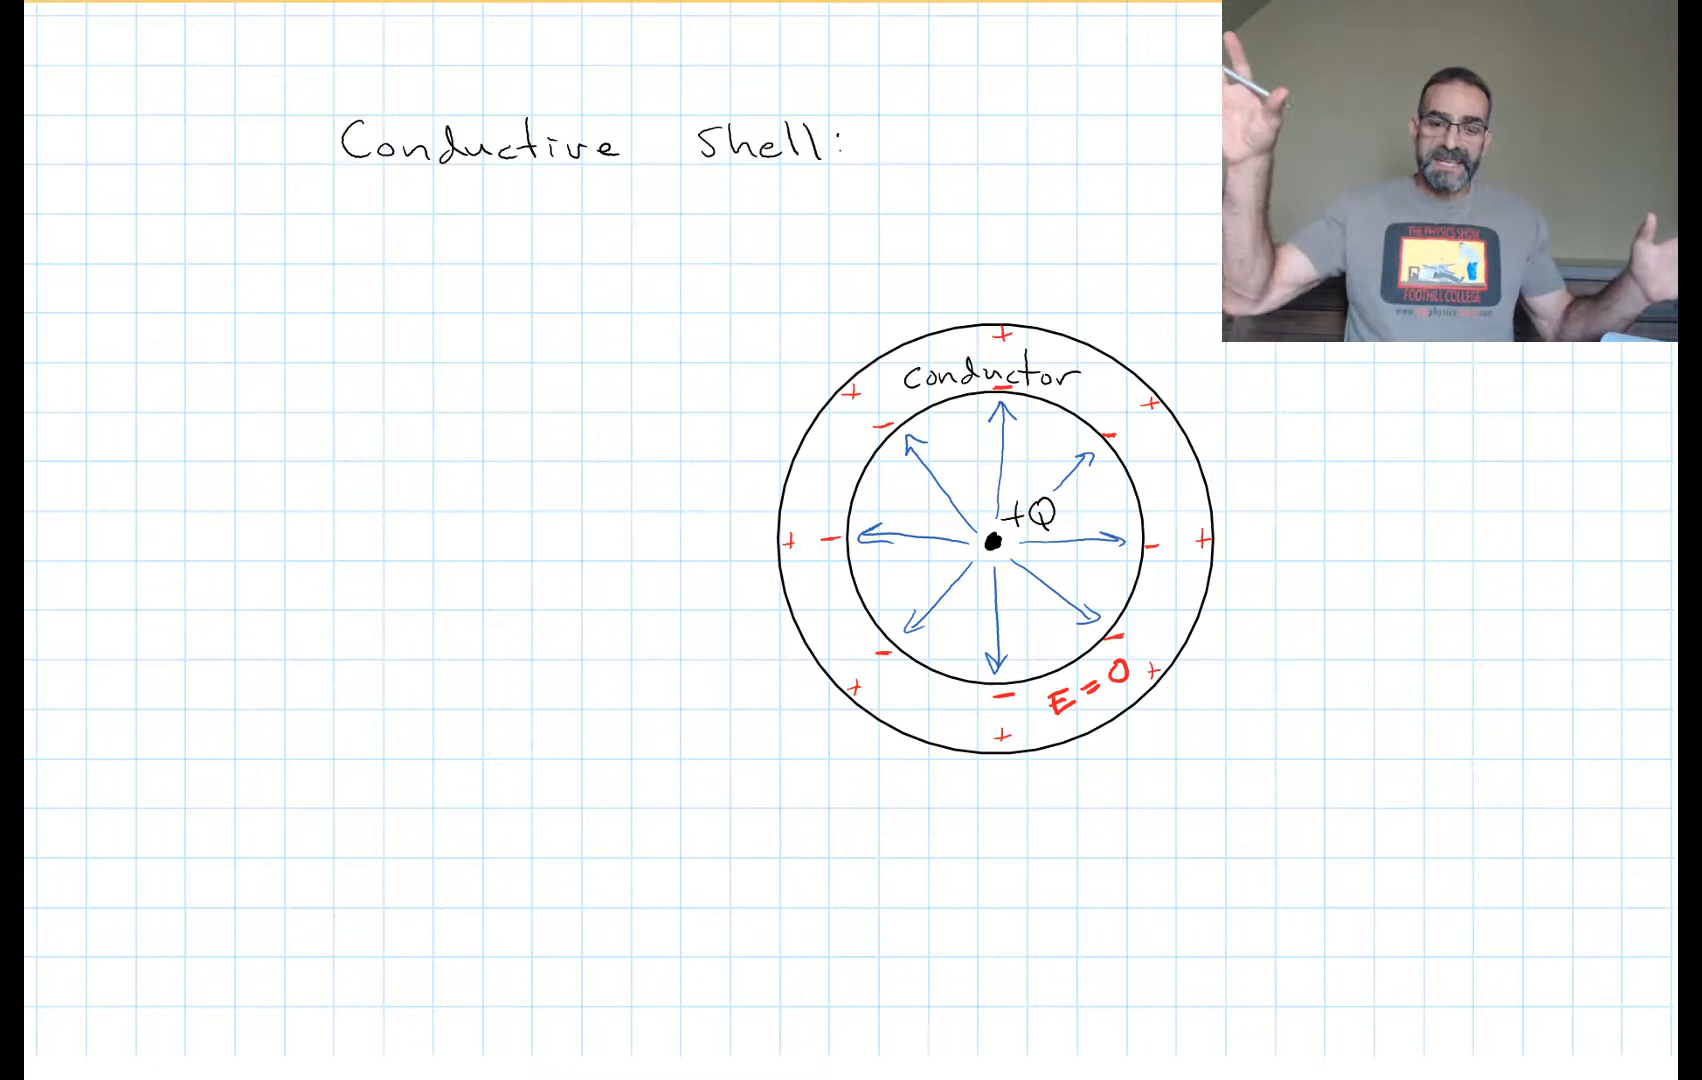 Conductive Shell:
THE PHYSICS SHOW
FOOTHILL COLLEGE
+
conductor
+ +
-
- -
+Q
+ - - +
- -
E = 0
+ +
-
+